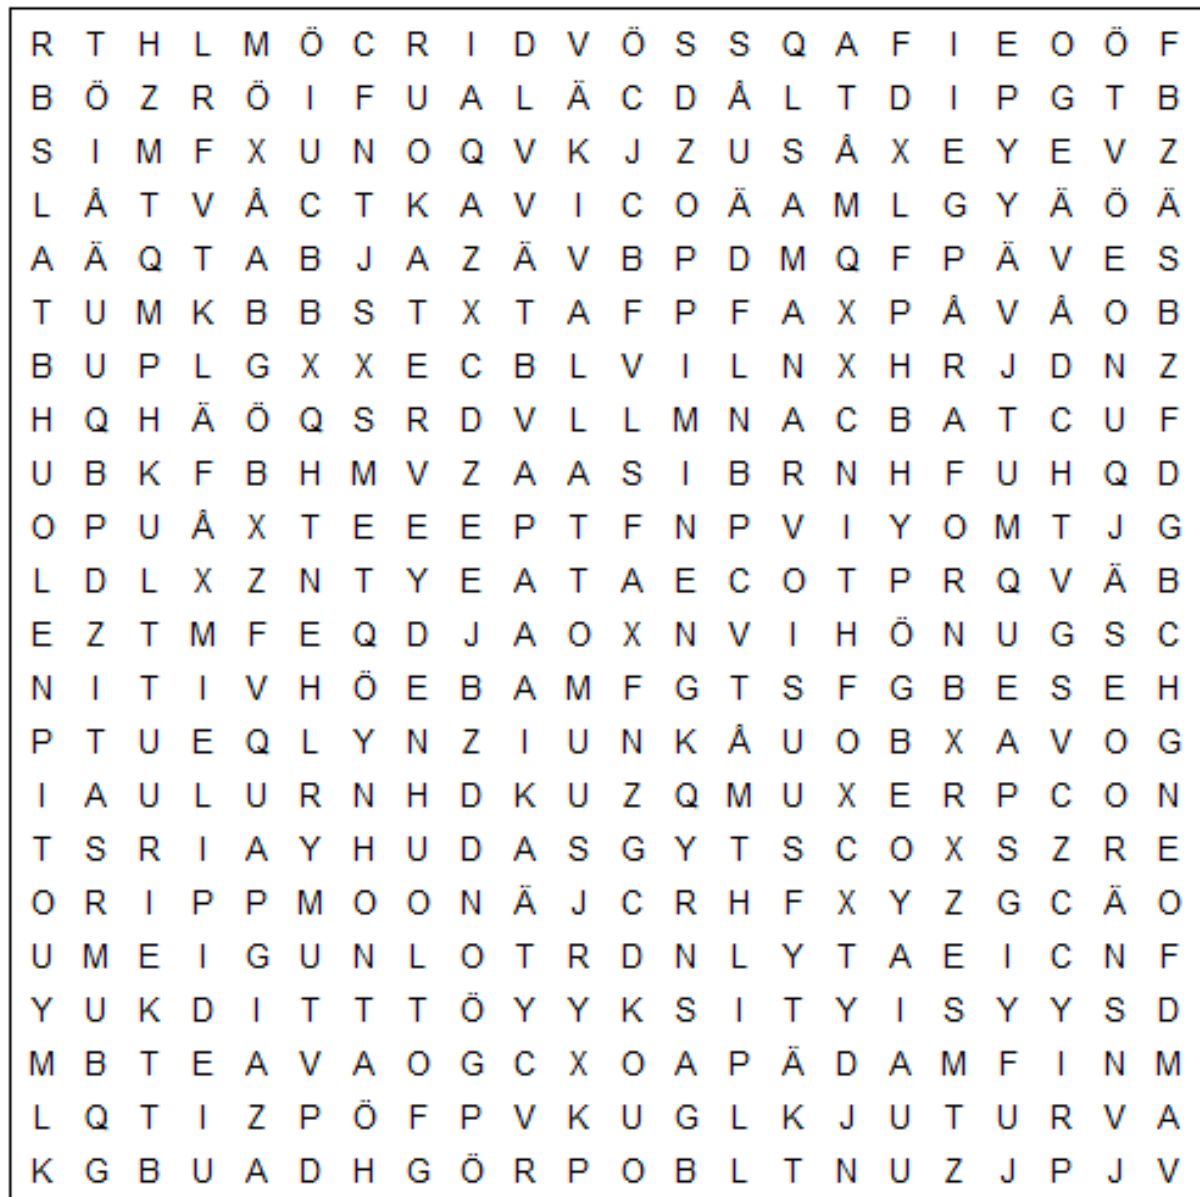 R T H L M Ö C R I D V Ö S S Q A F I E O Ö F
B Ö Z R Ö I F U A L Ä C D Å L T D I P G T B
S I M F X U N O Q V K J Z U S Å X E Y E V Z
L Å T V Å C T K A V I C O Ä A M L G Y Ä Ö Ä
A Ä Q T A B J A Z Ä V B P D M Q F P Ä V E S
T U M K B B S T X T A F P F A X P Å V Å O B
B U P L G X X E C B L V I L N X H R J D N Z
H Q H Ä Ö Q S R D V L L M N A C B A T C U F
U B K F B H M V Z A A S I B R N H F U H Q D
O P U Å X T E E E P T F N P V I Y O M T J G
L D L X Z N T Y E A T A E C O T P R Q V Ä B
E Z T M F E Q D J A O X N V I H Ö N U G S C
N I T I V H Ö E B A M F G T S F G B E S E H
P T U E Q L Y N Z I U N K Å U O B X A V O G
I A U L U R N H D K U Z Q M U X E R P C O N
T S R I A Y H U D A S G Y T S C O X S Z R E
O R I P P M O O N Ä J C R H F X Y Z G C Ä O
U M E I G U N L O T R D N L Y T A E I C N F
Y U K D I T T T Ö Y Y K S I T Y I S Y Y S D
M B T E A V A O G C X O A P Ä D A M F I N M
L Q T I Z P Ö F P V K U G L K J U T U R V A
K G B U A D H G Ö R P O B L T N U Z J P J V